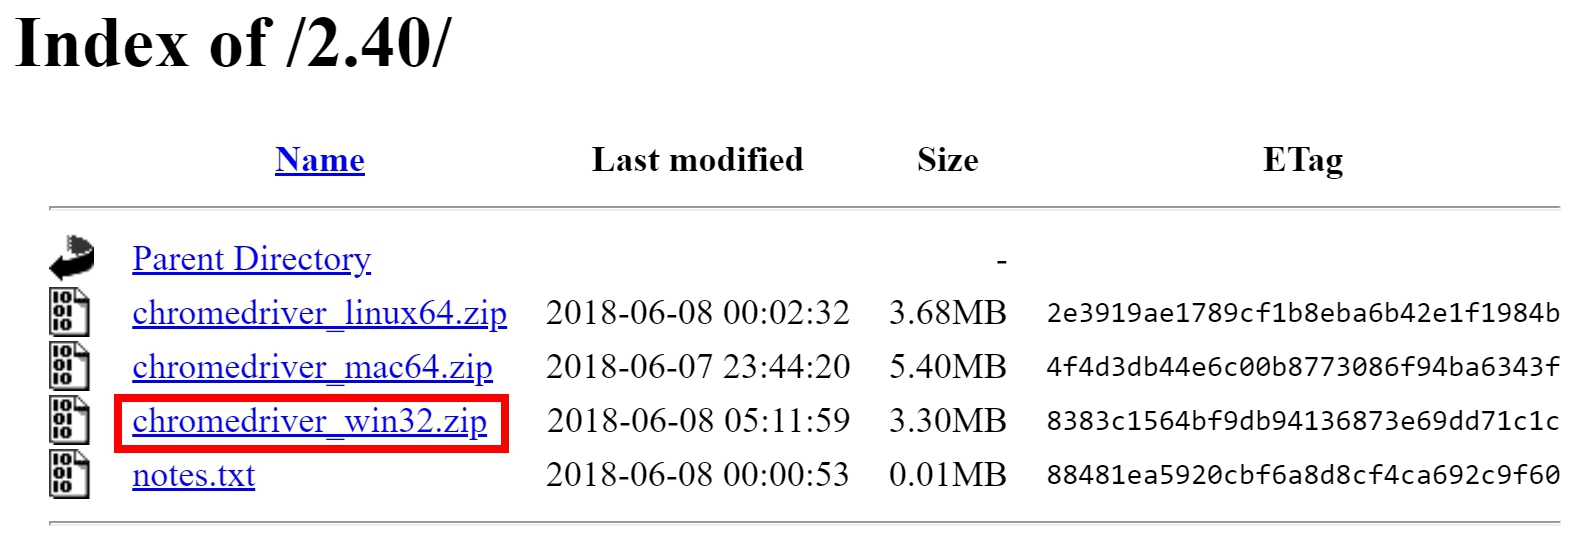 Index of /2.40/
Name Last modified Size ETag
Parent Directory -
chromedriver_linux64.zip 2018-06-08 00:02:32 3.68MB 2e3919ae1789cf1b8eba6b42e1f1984b
chromedriver_mac64.zip 2018-06-07 23:44:20 5.40MB 4f4d3db44e6c00b8773086f94ba6343f
chromedriver_win32.zip 2018-06-08 05:11:59 3.30MB 8383c1564bf9db94136873e69dd71c1c
notes.txt 2018-06-08 00:00:53 0.01MB 88481ea5920cbf6a8d8cf4ca692c9f60